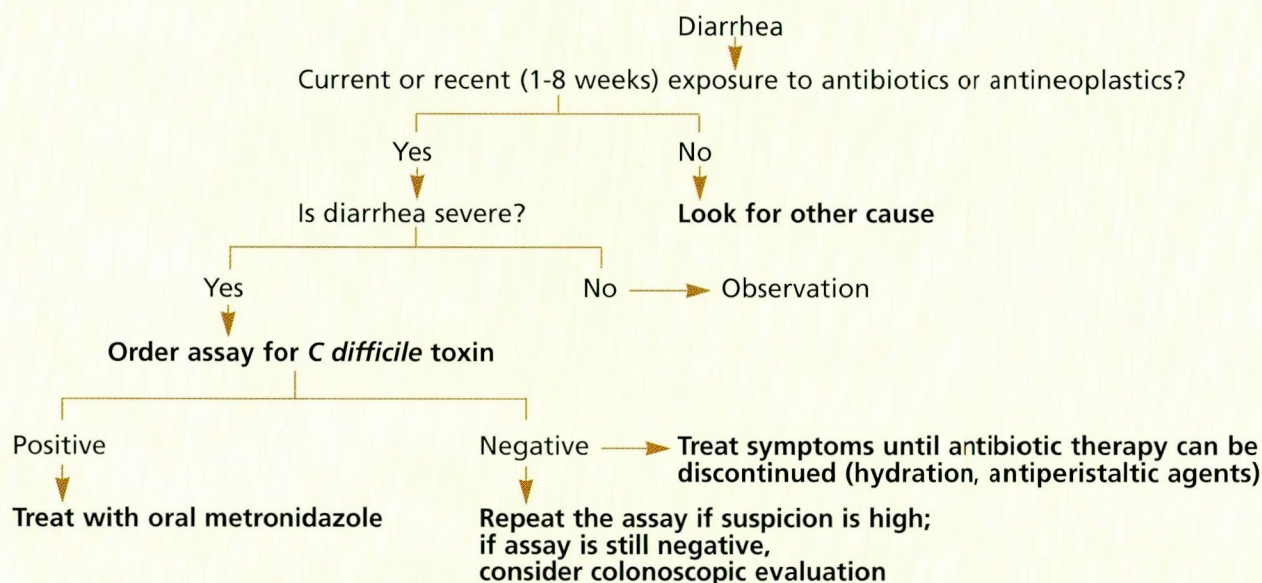 Diarrhea
Current or recent (1-8 weeks) exposure to antibiotics or antineoplastics?
Yes
No
Is diarrhea severe?
Look for other cause
Yes
No
Observation
Order assay for C difficile toxin
Positive
Negative
Treat symptoms until antibiotic therapy can be
discontinued (hydration, antiperistaltic agents)
Treat with oral metronidazole
Repeat the assay if suspicion is high;
if assay is still negative,
consider colonoscopic evaluation